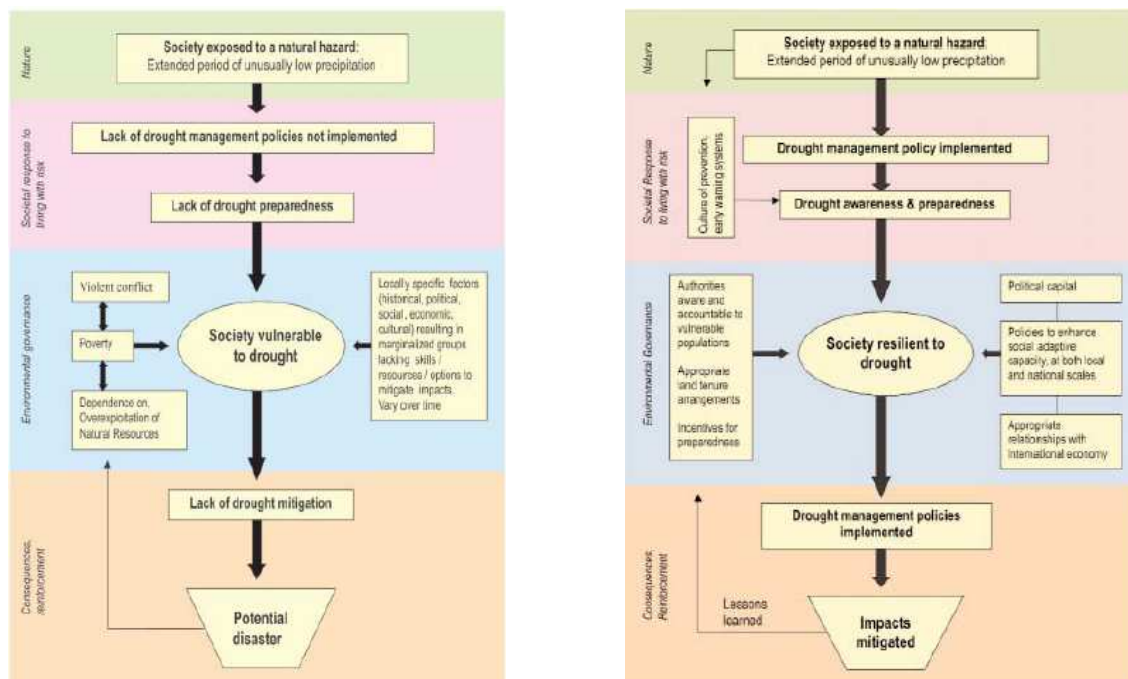 Nature
Society exposed to a natural hazard:
Extended period of unusually low precipitation
Societal response to
living with risk
Lack of drought management policies not implemented
Lack of drought preparedness
Environmental governance
Violent conflict
Poverty
Dependence on,
Overexploitation of
Natural Resources
Society vulnerable
to drought
Locally specific factors
(historical, political,
social, economic,
cultural) resulting in
marginalized groups
lacking skills /
resources / options to
mitigate impacts.
Vary over time
Consequences,
reinforcement
Lack of drought mitigation
Potential
disaster
Nature
Society exposed to a natural hazard:
Extended period of unusually low precipitation
Societal Response
to living with risk
Culture of prevention,
early warning systems
Drought management policy implemented
Drought awareness & preparedness
Environmental Governance
Authorities
aware and
accountable to
vulnerable
populations
Appropriate
land tenure
arrangements
Incentives for
preparedness
Society resilient to
drought
Political capital
Policies to enhance
social adaptive
capacity, at both local
and national scales
Appropriate
relationships with
International economy
Consequences,
Reinforcement
Drought management policies
implemented
Lessons
learned
Impacts
mitigated